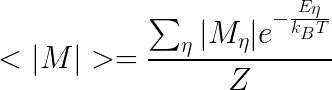 $< |M| > = \frac{\sum_{\eta} |M_{\eta}| e^{-\frac{E_{\eta}}{k_B T}}}{Z}$